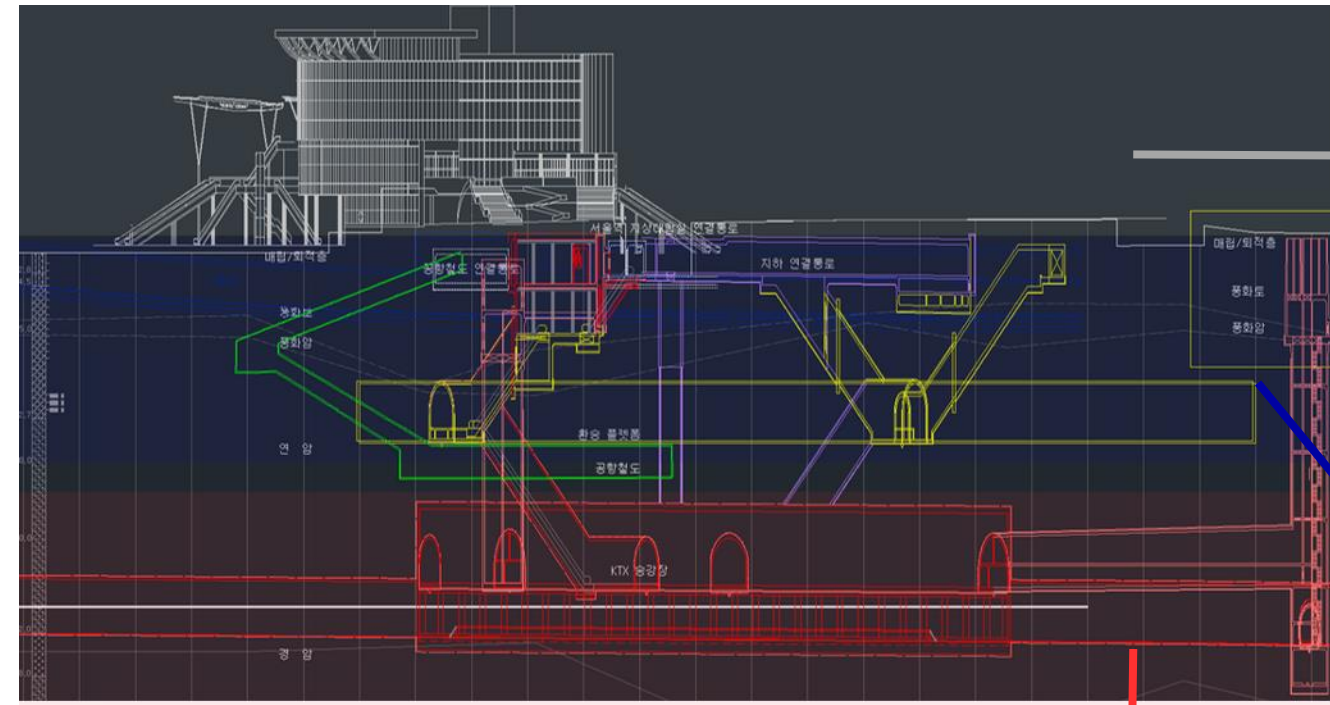 서울역 지상대합실 연결통로
매립/퇴적층
매립/퇴적층
공항철도 연결통로
지하 연결통로
풍화토
풍화토
풍화암
풍화암
환승 플랫폼
연 암
공항철도
KTX 승강장
경 암